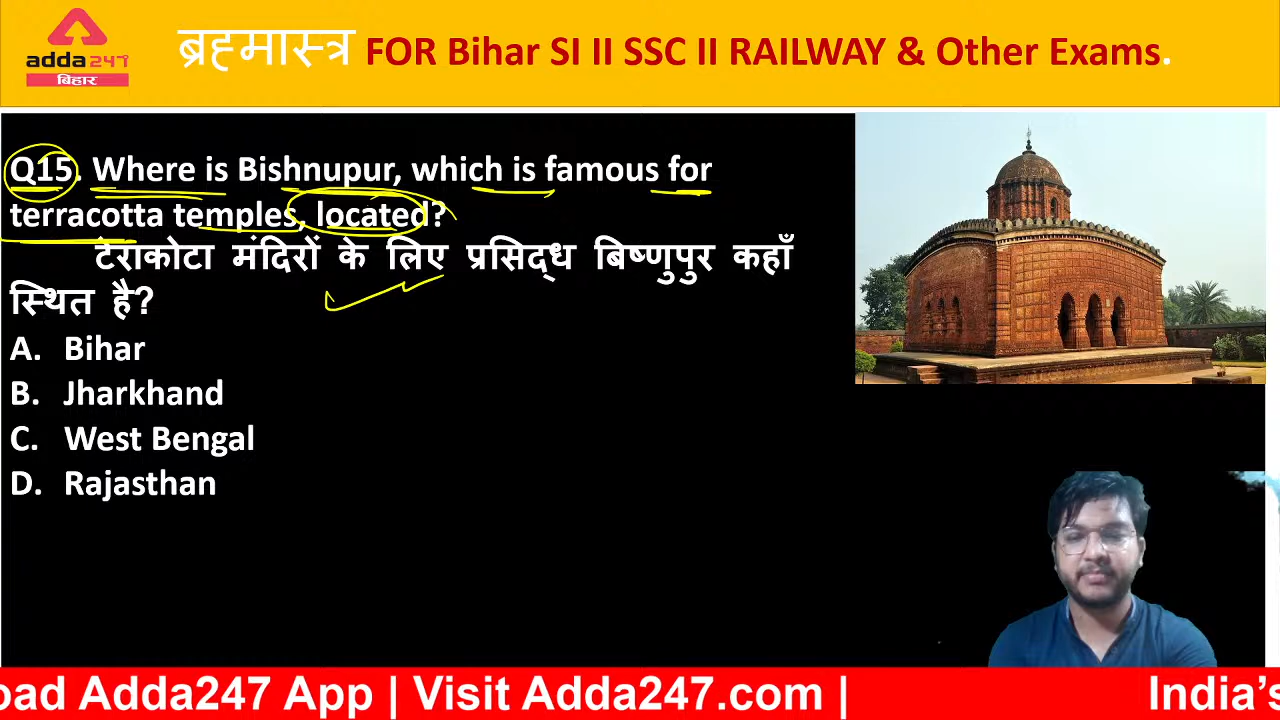 adda247
बिहार
ब्रह्मास्त्र FOR Bihar SI II SSC II RAILWAY & Other Exams.
Q15. Where is Bishnupur, which is famous for
terracotta temples, located?
टेराकोटा मंदिरों के लिए प्रसिद्ध बिष्णुपुर कहाँ
स्थित है?
A. Bihar
B. Jharkhand
C. West Bengal
D. Rajasthan
oad Adda247 App | Visit Adda247.com | India's